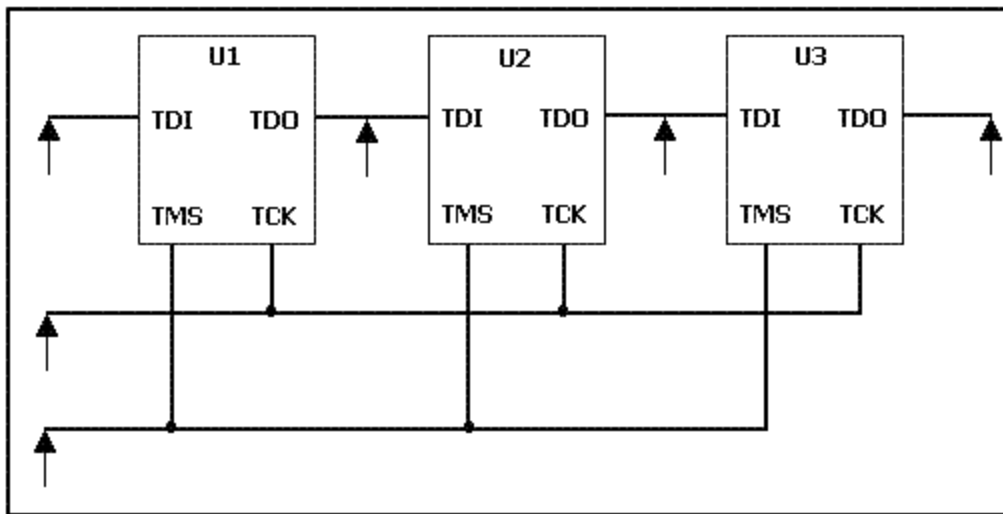 U1 U2 U3
TDI TDO TDI TDO TDI TDO
TMS TCK TMS TCK TMS TCK